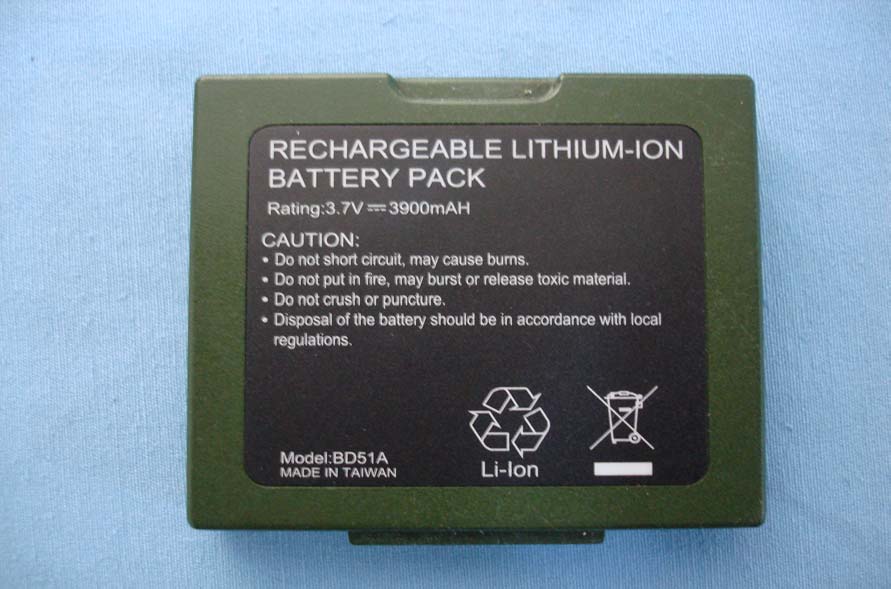 RECHARGEABLE LITHIUM-ION
BATTERY PACK
Rating:3.7V⎓3900mAH
CAUTION:
• Do not short circuit, may cause burns.
• Do not put in fire, may burst or release toxic material.
• Do not crush or puncture.
• Disposal of the battery should be in accordance with local
regulations.
Model:BD51A
MADE IN TAIWAN
Li-Ion